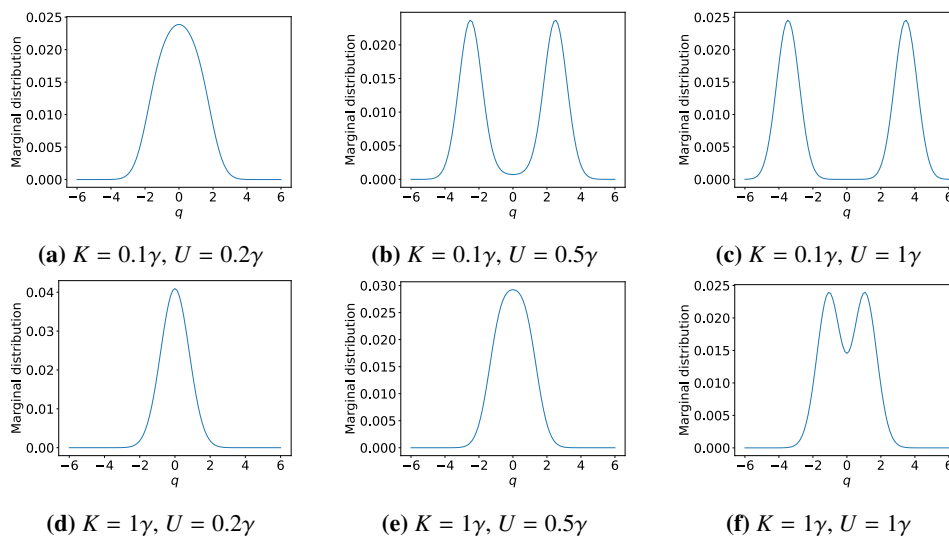 0.025
0.020
0.015
0.010
0.005
0.000
Marginal distribution
−6 −4 −2 0 2 4 6
q
(a) K = 0.1γ, U = 0.2γ
0.020
0.015
0.010
0.005
0.000
Marginal distribution
−6 −4 −2 0 2 4 6
q
(b) K = 0.1γ, U = 0.5γ
0.025
0.020
0.015
0.010
0.005
0.000
Marginal distribution
−6 −4 −2 0 2 4 6
q
(c) K = 0.1γ, U = 1γ
0.04
0.03
0.02
0.01
0.00
Marginal distribution
−6 −4 −2 0 2 4 6
q
(d) K = 1γ, U = 0.2γ
0.030
0.025
0.020
0.015
0.010
0.005
0.000
Marginal distribution
−6 −4 −2 0 2 4 6
q
(e) K = 1γ, U = 0.5γ
0.025
0.020
0.015
0.010
0.005
0.000
Marginal distribution
−6 −4 −2 0 2 4 6
q
(f) K = 1γ, U = 1γ